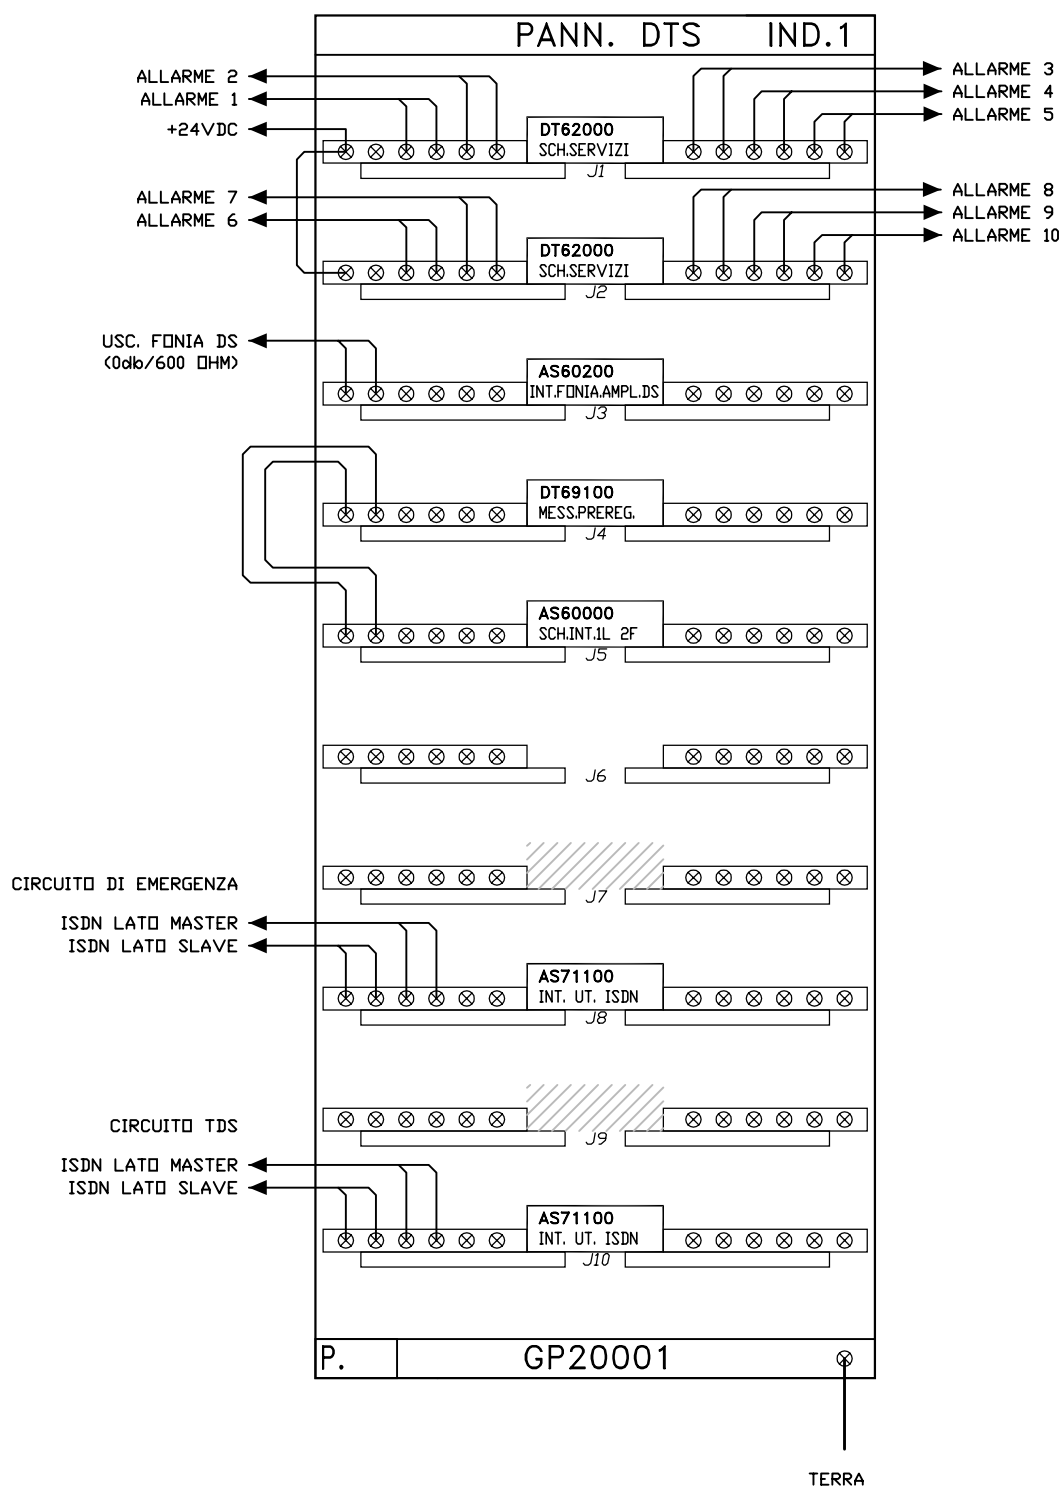 PANN. DTS IND.1
ALLARME 2
ALLARME 1
+24VDC
ALLARME 3
ALLARME 4
ALLARME 5
DT62000
SCH.SERVIZI
J1
ALLARME 7
ALLARME 6
ALLARME 8
ALLARME 9
ALLARME 10
DT62000
SCH.SERVIZI
J2
USC. FONIA DS
(0db/600 OHM)
AS60200
INT.FONIA.AMPL.DS
J3
DT69100
MESS.PREREG.
J4
AS60000
SCH.INT.1L 2F
J5
J6
J7
CIRCUITO DI EMERGENZA
ISDN LATO MASTER
ISDN LATO SLAVE
AS71100
INT. UT. ISDN
J8
J9
CIRCUITO TDS
ISDN LATO MASTER
ISDN LATO SLAVE
AS71100
INT. UT. ISDN
J10
P. GP20001
TERRA